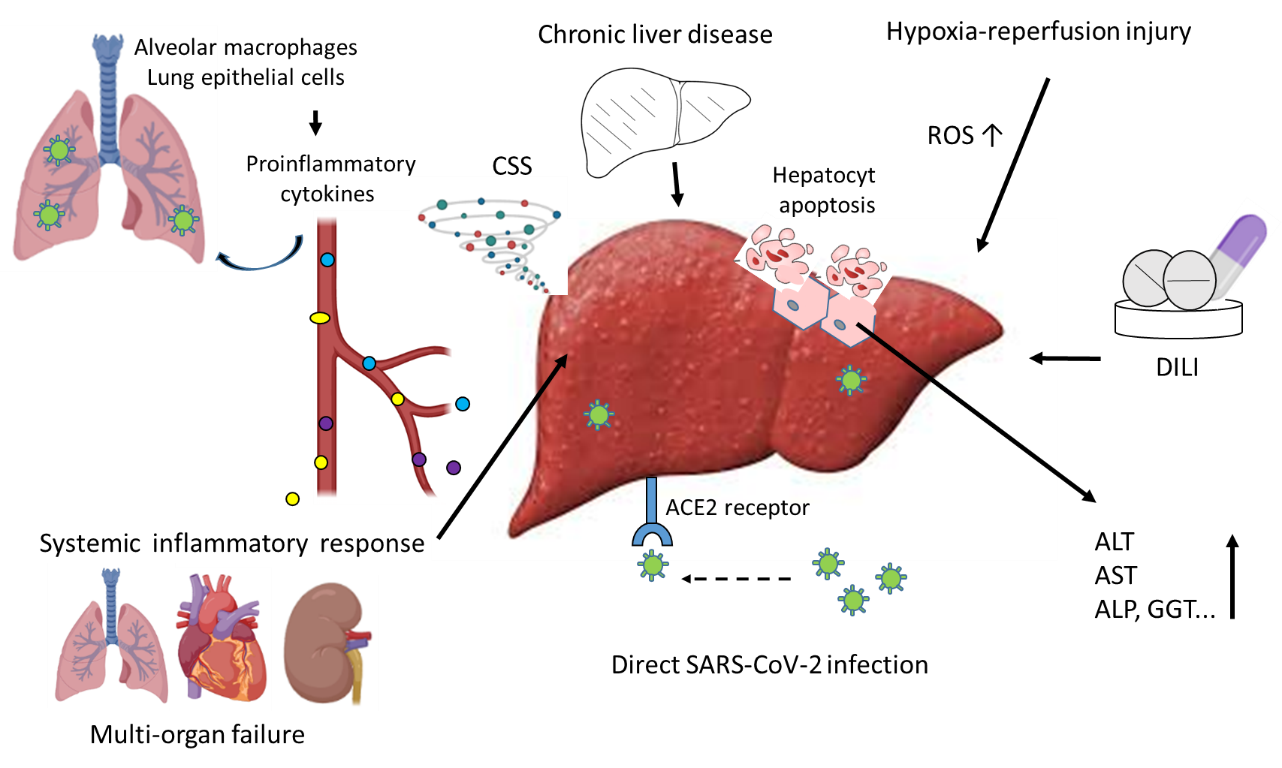 Alveolar macrophages
Lung epithelial cells
Proinflammatory
cytokines
CSS
Chronic liver disease
Hypoxia-reperfusion injury
ROS ↑
Hepatocyt
apoptosis
DILI
ACE2 receptor
Systemic inflammatory response
ALT
AST
ALP, GGT...
Direct SARS-CoV-2 infection
Multi-organ failure